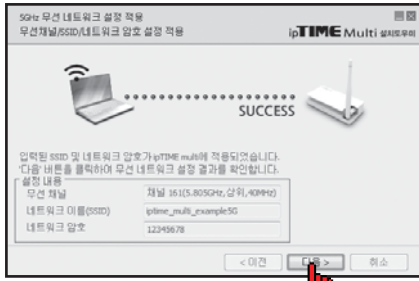 5GHz 무선 네트워크 설정 적용
무선채널/SSID/네트워크 암호 설정 적용
ipTIME Multi 설치도우미
SUCCESS
입력된 SSID 및 네트워크 암호가 ipTIME multi에 적용되었습니다.
'다음' 버튼을 클릭하여 무선 네트워크 설정 결과를 확인합니다.
설정 내용
무선 채널 채널 161(5.805GHz,상위,40MHz)
네트워크 이름(SSID) iptime_multi_example5G
네트워크 암호 12345678
< 이전 다음 > 취소